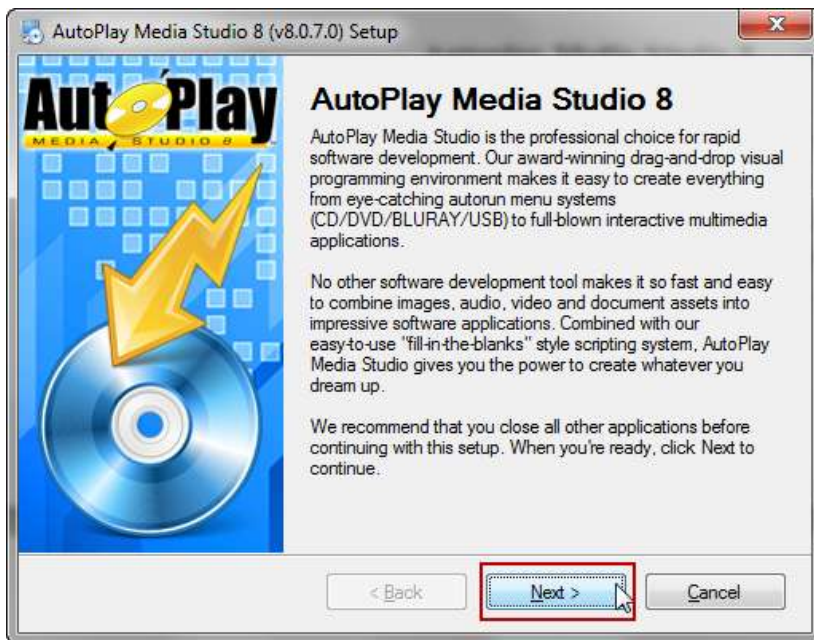 AutoPlay Media Studio 8 (v8.0.7.0) Setup
AutoPlay
MEDIA STUDIO 8
AutoPlay Media Studio 8
AutoPlay Media Studio is the professional choice for rapid
software development. Our award-winning drag-and-drop visual
programming environment makes it easy to create everything
from eye-catching autorun menu systems
(CD/DVD/BLURAY/USB) to full-blown interactive multimedia
applications.
No other software development tool makes it so fast and easy
to combine images, audio, video and document assets into
impressive software applications. Combined with our
easy-to-use "fill-in-the-blanks" style scripting system, AutoPlay
Media Studio gives you the power to create whatever you
dream up.
We recommend that you close all other applications before
continuing with this setup. When you're ready, click Next to
continue.
< Back
Next >
Cancel